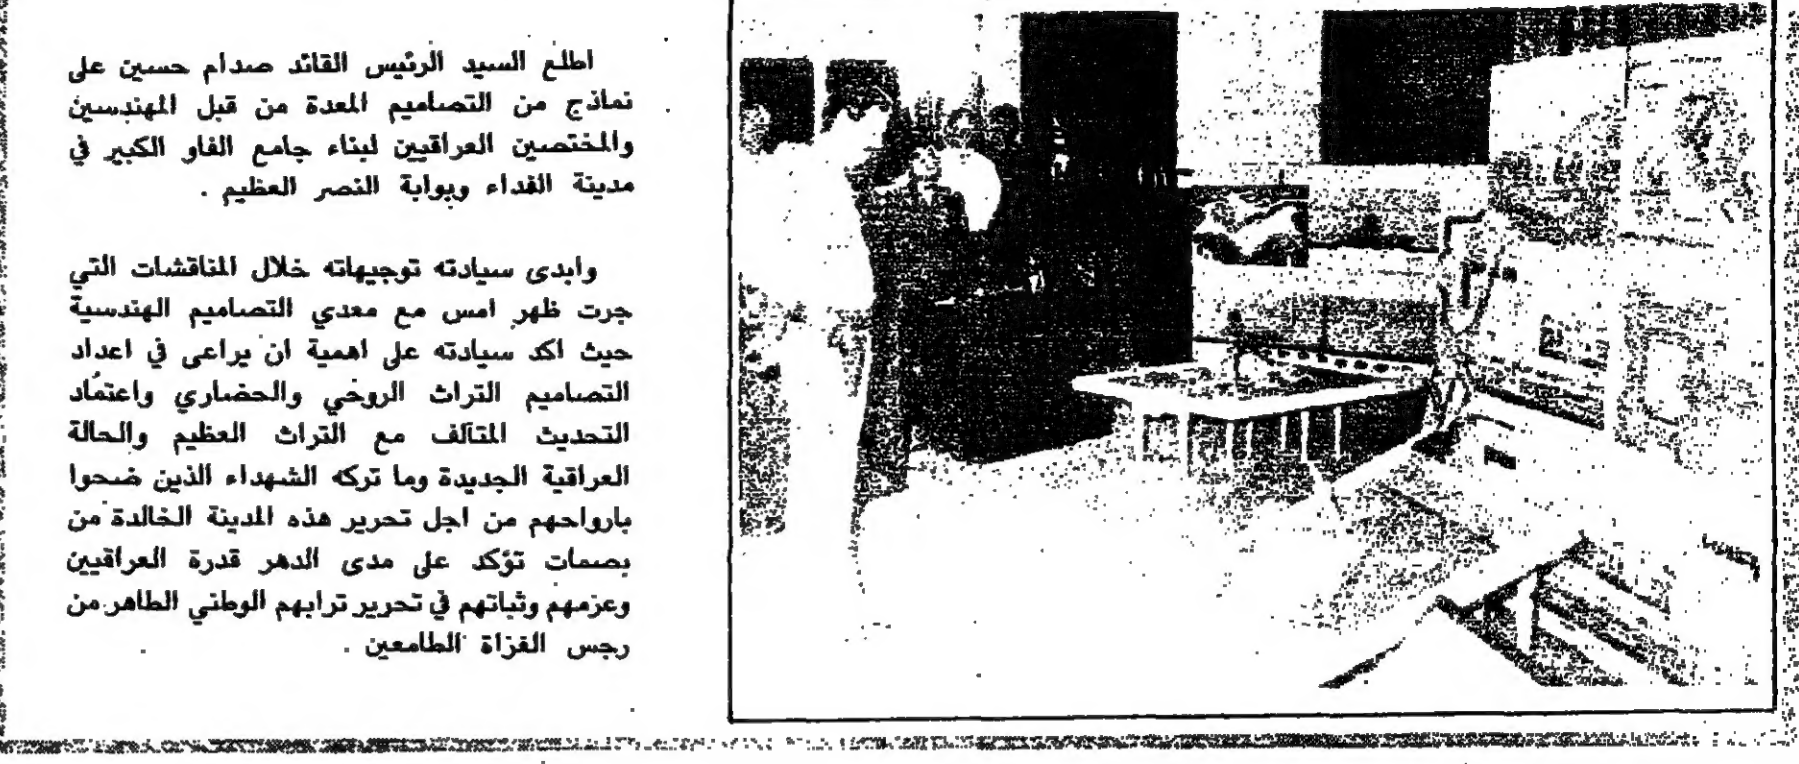 اطلع السيد الرئيس القائد صدام حسين على
نماذج من التصاميم المعدة من قبل المهندسين
والمختصين العراقيين لبناء جامع الفاو الكبير في
مدينة الفداء وبوابة النصر العظيم .
وابدى سيادته توجيهاته خلال المناقشات التي
جرت ظهر امس مع معدي التصاميم الهندسية
حيث اكد سيادته على اهمية ان يراعى في اعداد
التصاميم التراث الروحي والحضاري واعتماد
التحديث المتآلف مع التراث العظيم والحالة
العراقية الجديدة وما تركه الشهداء الذين ضحوا
بارواحهم من اجل تحرير هذه المدينة الخالدة من
بصمات تؤكد على مدى الدهر قدرة العراقيين
وعزمهم وثباتهم في تحرير ترابهم الوطني الطاهر من
رجس الغزاة الطامعين .